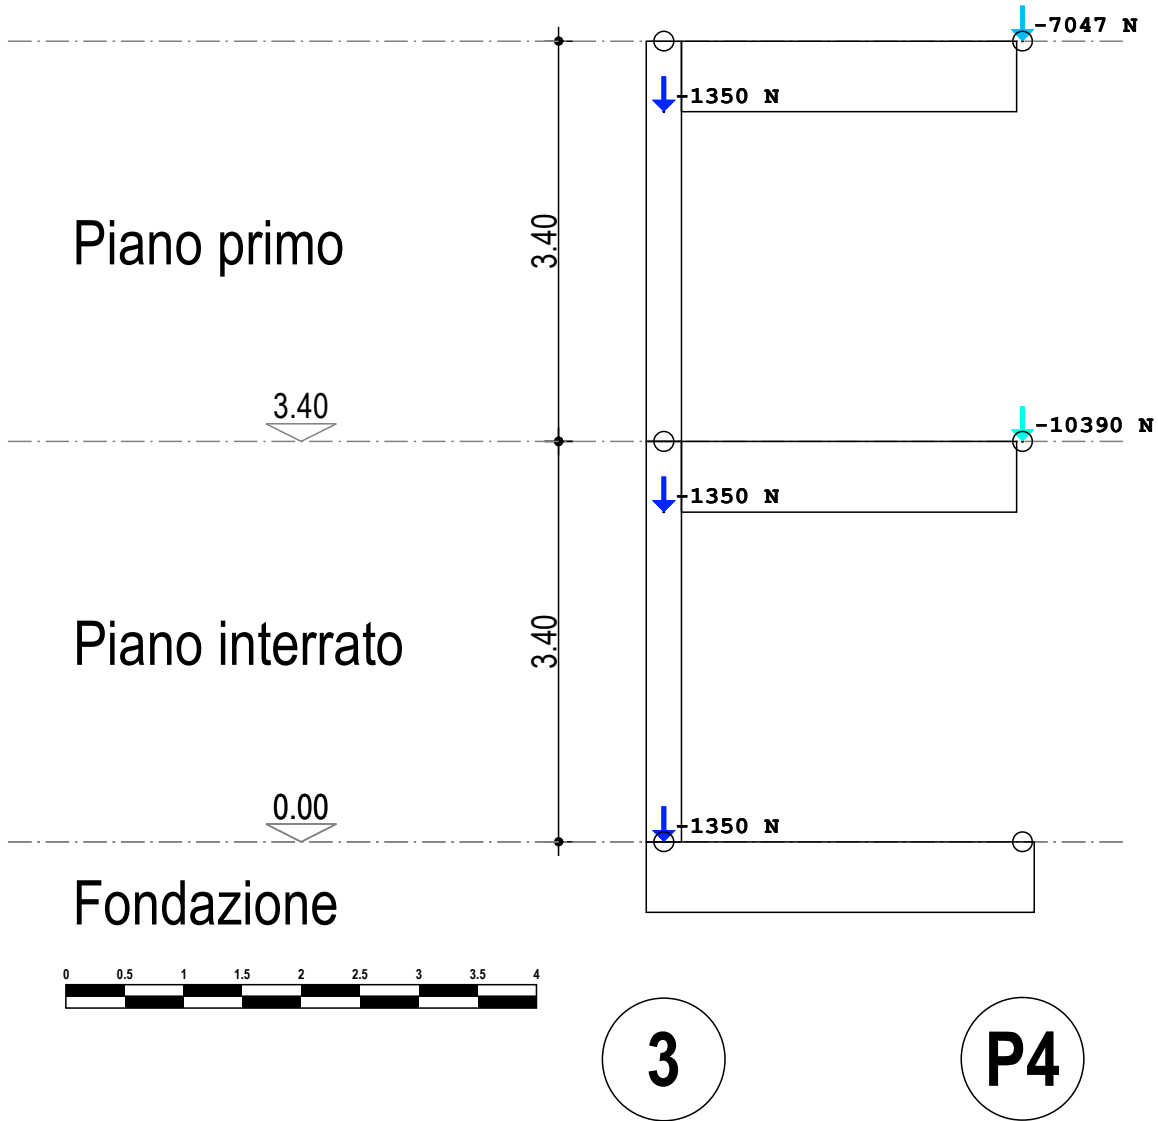 -7047 N
-1350 N
Piano primo
3.40
3.40
-10390 N
-1350 N
Piano interrato
3.40
0.00
-1350 N
Fondazione
0 0.5 1 1.5 2 2.5 3 3.5 4
3 P4